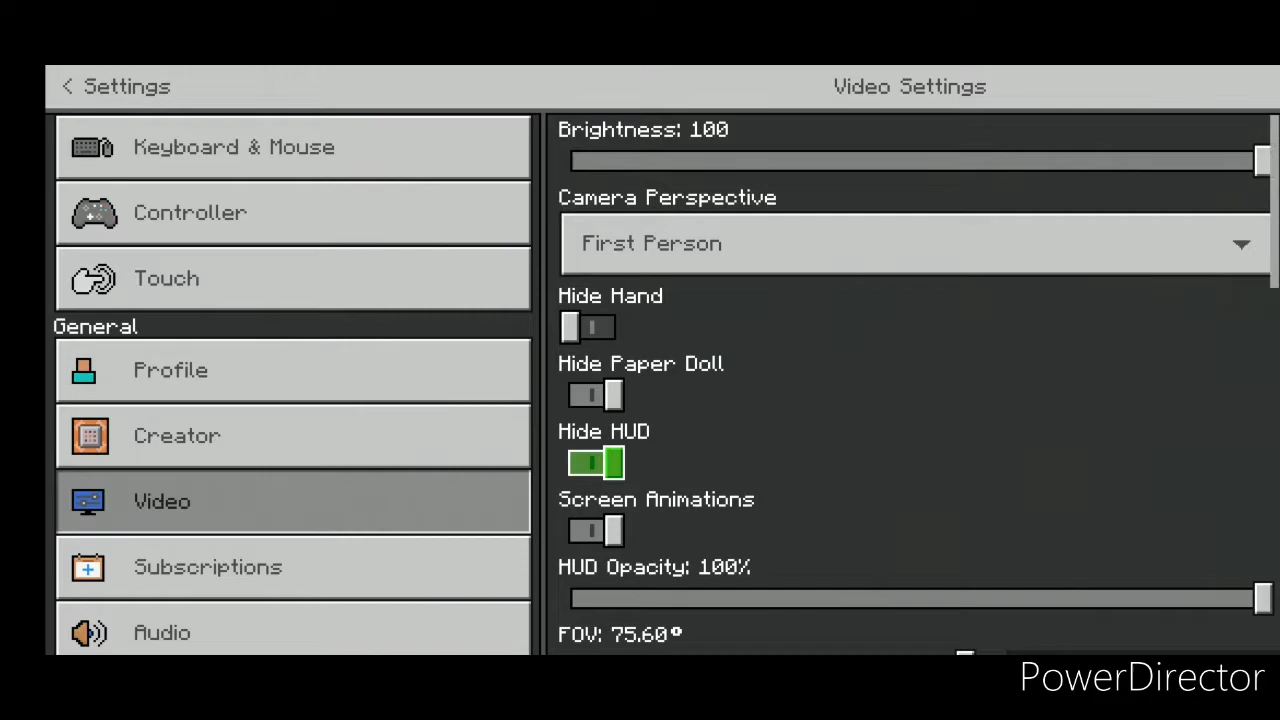 Settings
Video Settings
Keyboard & Mouse
Controller
Touch
General
Profile
Creator
Video
Subscriptions
Audio
Brightness: 100
Camera Perspective
First Person
Hide Hand
Hide Paper Doll
Hide HUD
Screen Animations
HUD Opacity: 100%
FOV: 75.60°
PowerDirector